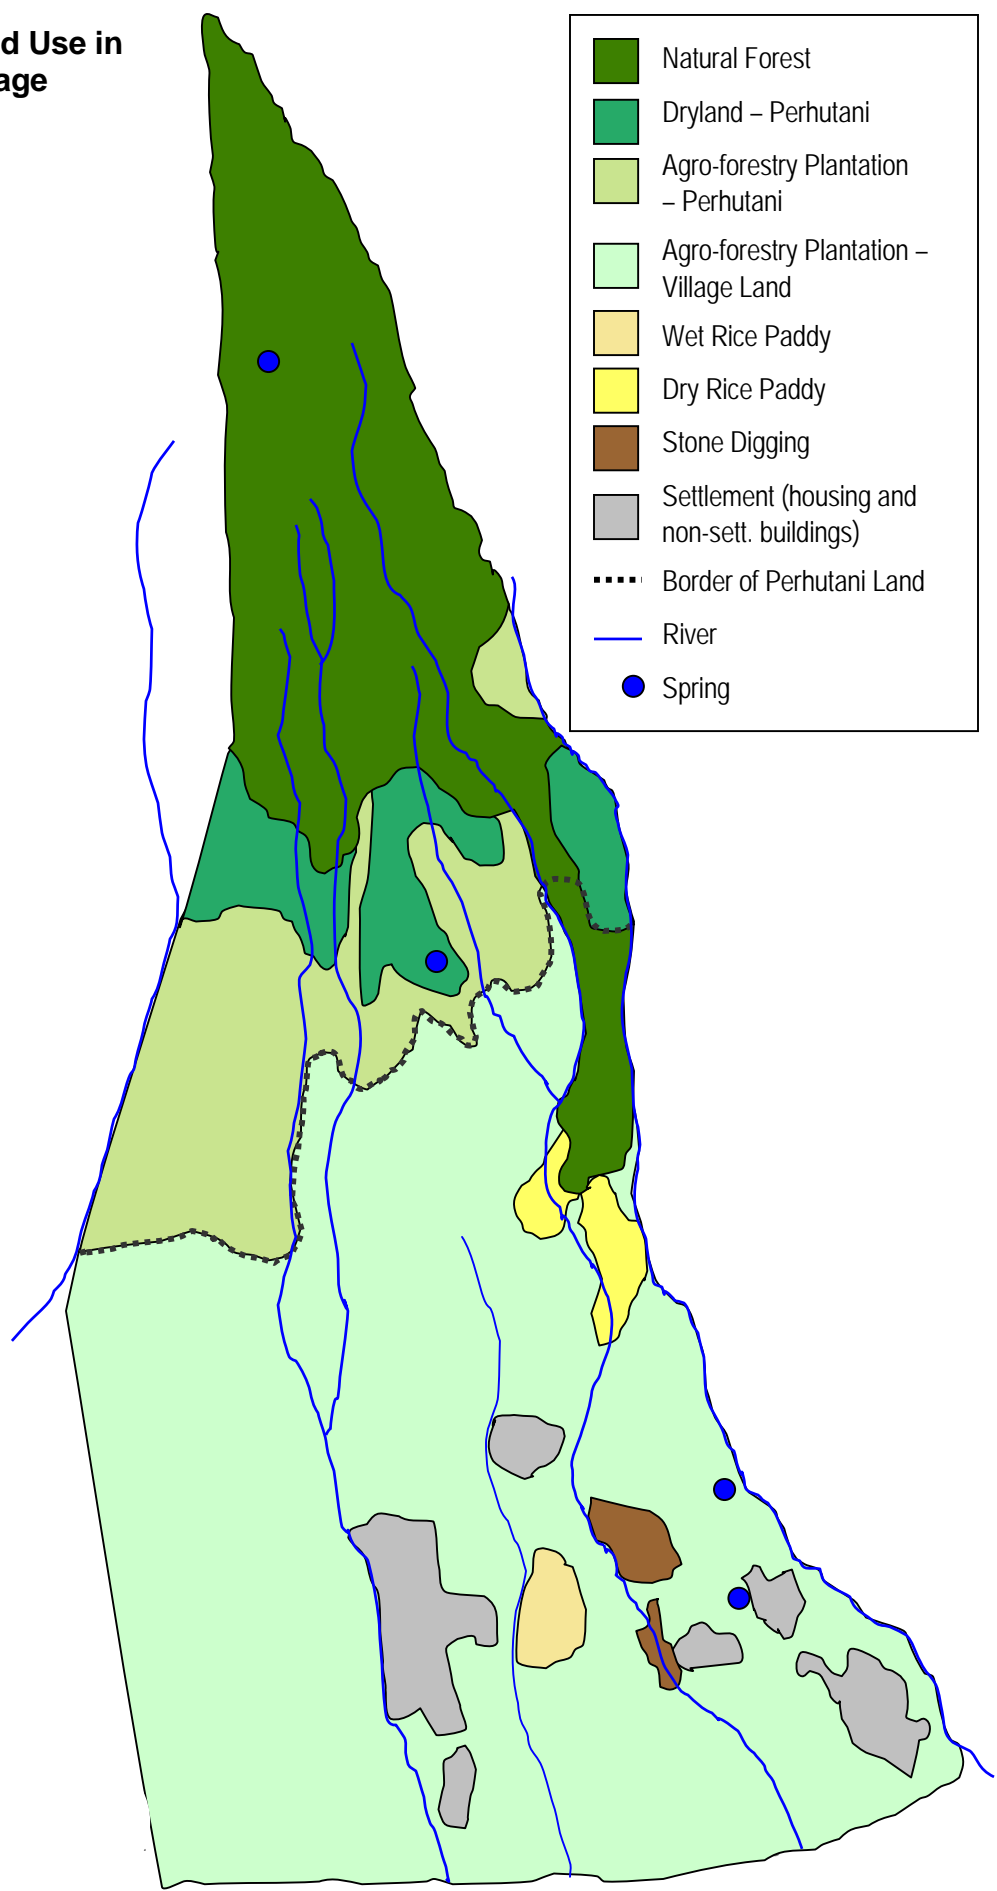 d Use in
age
Natural Forest
Dryland – Perhutani
Agro-forestry Plantation
– Perhutani
Agro-forestry Plantation –
Village Land
Wet Rice Paddy
Dry Rice Paddy
Stone Digging
Settlement (housing and
non-sett. buildings)
Border of Perhutani Land
River
Spring